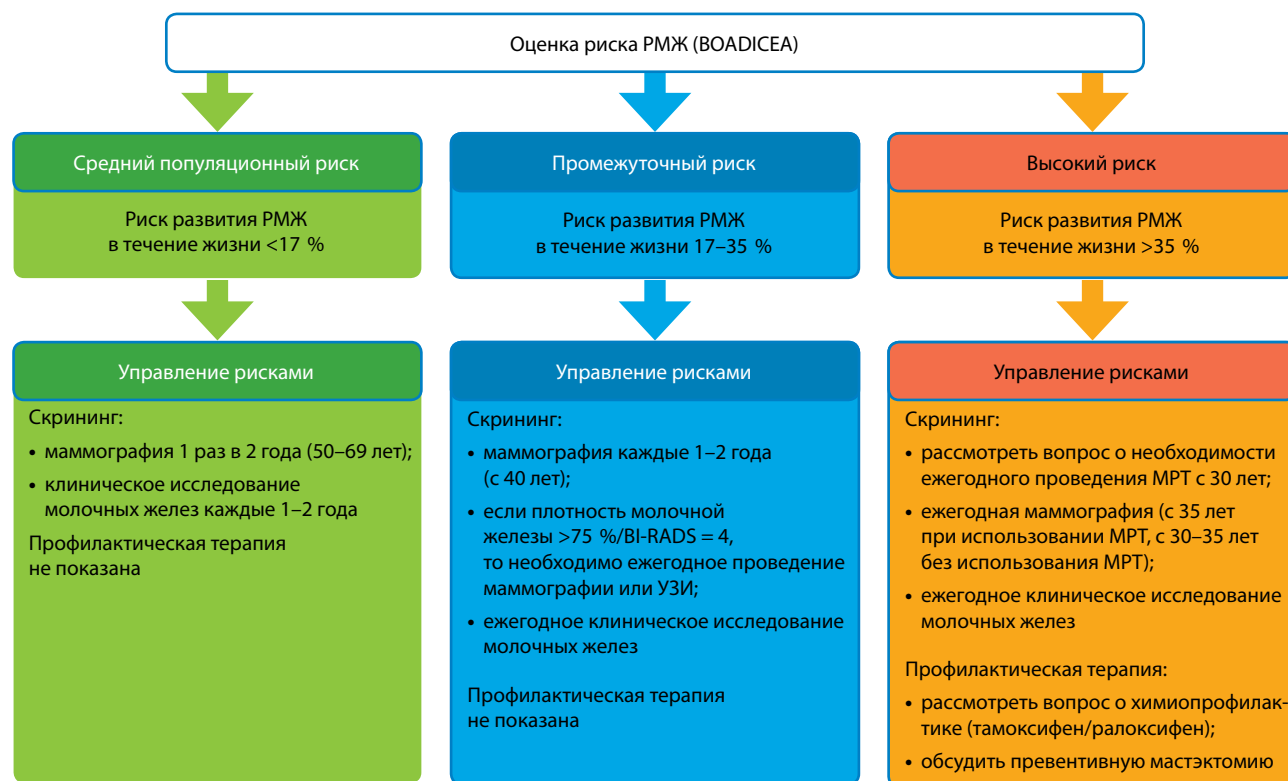 Оценка риска РМЖ (BOADICEA)
Средний популяционный риск
Риск развития РМЖ
в течение жизни <17 %
Управление рисками
Скрининг:
• маммография 1 раз в 2 года (50–69 лет);
• клиническое исследование
молочных желез каждые 1–2 года
Профилактическая терапия
не показана
Промежуточный риск
Риск развития РМЖ
в течение жизни 17–35 %
Управление рисками
Скрининг:
• маммография каждые 1–2 года
(с 40 лет);
• если плотность молочной
железы >75 %/BI-RADS = 4,
то необходимо ежегодное проведение
маммографии или УЗИ;
• ежегодное клиническое исследование
молочных желез
Профилактическая терапия
не показана
Высокий риск
Риск развития РМЖ
в течение жизни >35 %
Управление рисками
Скрининг:
• рассмотреть вопрос о необходимости
ежегодного проведения МРТ с 30 лет;
• ежегодная маммография (с 35 лет
при использовании МРТ, с 30–35 лет
без использования МРТ);
• ежегодное клиническое исследование
молочных желез
Профилактическая терапия:
• рассмотреть вопрос о химиопрофилак-
тике (тамоксифен/ралоксифен);
• обсудить превентивную мастэктомию